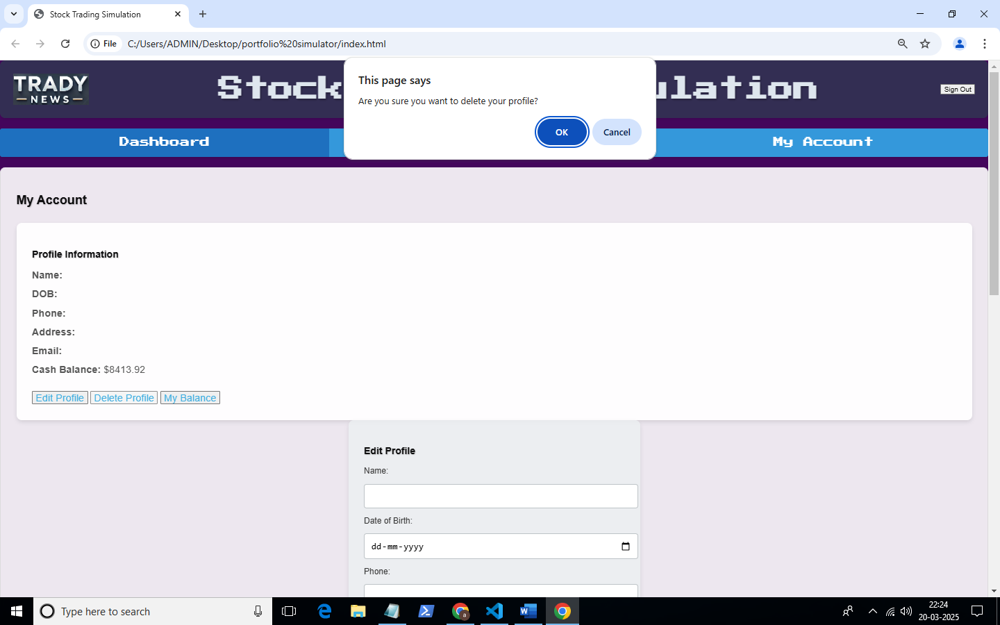 Stock Trading Simulation
File
C:/Users/ADMIN/Desktop/portfolio%20simulator/index.html
This page says
Are you sure you want to delete your profile?
OK
Cancel
TRADY
NEWS
Stock
ulation
Sign Out
Dashboard
My Account
My Account
Profile Information
Name:
DOB:
Phone:
Address:
Email:
Cash Balance: $8413.92
Edit Profile
Delete Profile
My Balance
Edit Profile
Name:
Date of Birth:
dd-mm-yyyy
Phone:
Type here to search
22:24
20-03-2025